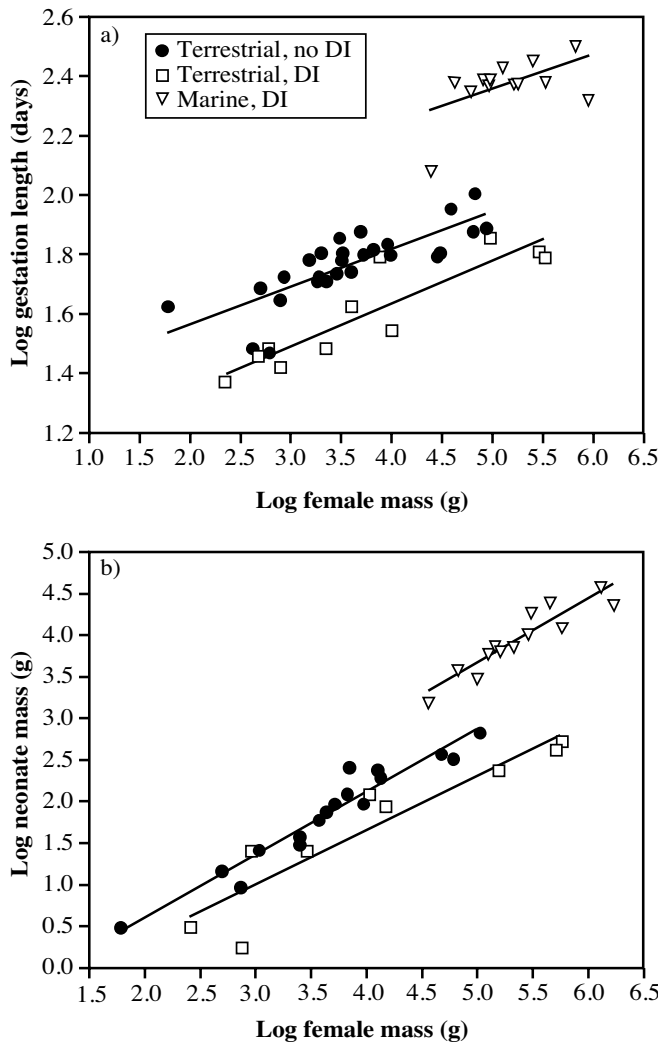 a)
Terrestrial, no DI
Terrestrial, DI
Marine, DI
Log gestation length (days)
2.6
2.4
2.2
2.0
1.8
1.6
1.4
1.2
1.0 2.0 2.5 3.0 3.5 4.0 4.5 5.0 5.5 6.0 6.5
Log female mass (g)
b)
Log neonate mass (g)
5.0
4.5
4.0
3.5
3.0
2.5
2.0
1.5
1.0
0.5
0.0
1.5 2.0 2.5 3.0 3.5 4.0 4.5 5.0 5.5 6.0 6.5
Log female mass (g)